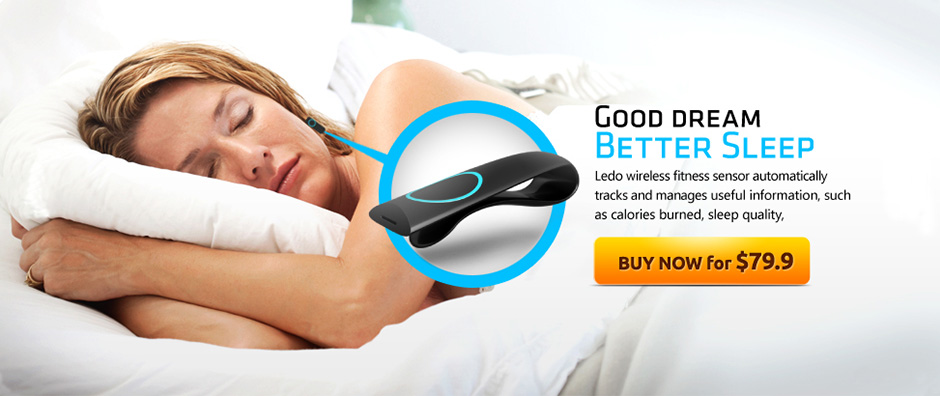 GOOD DREAM
BETTER SLEEP
Ledo wireless fitness sensor automatically
tracks and manages useful information, such
as calories burned, sleep quality,
BUY NOW for $79.9